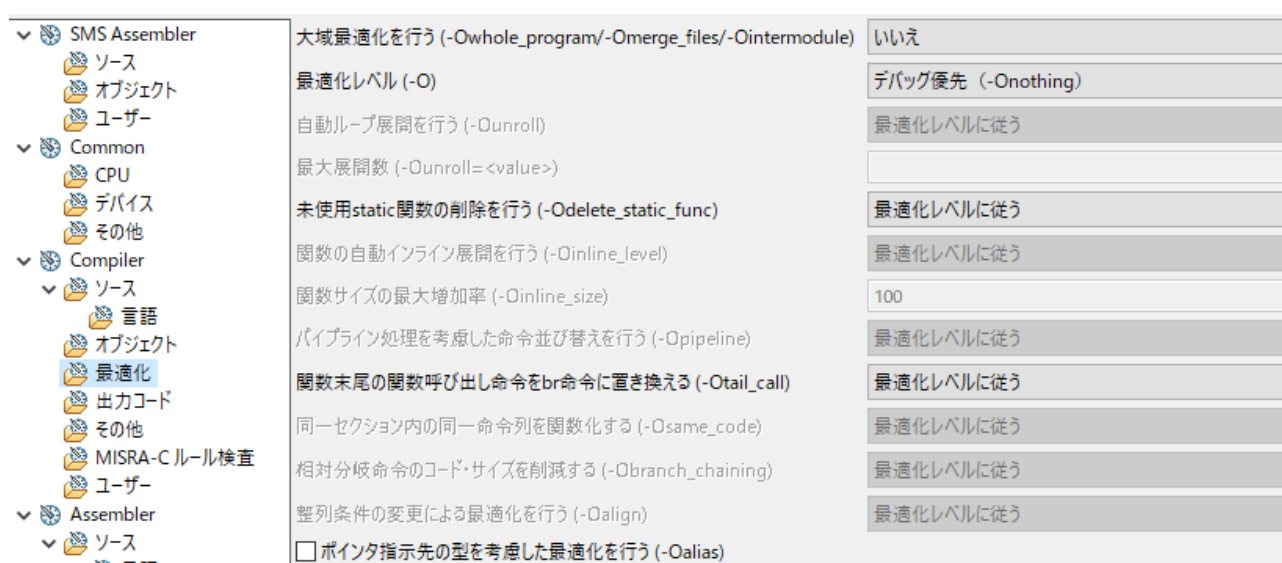 SMS Assembler
ソース
オブジェクト
ユーザー
Common
CPU
デバイス
その他
Compiler
ソース
言語
オブジェクト
最適化
出力コード
その他
MISRA-C ルール検査
ユーザー
Assembler
ソース
大域最適化を行う (-Owhole_program/-Omerge_files/-Ointermodule) いいえ
最適化レベル (-O) デバッグ優先（-Onothing）
自動ループ展開を行う (-Ounroll) 最適化レベルに従う
最大展開数 (-Ounroll=<value>)
未使用static関数の削除を行う (-Odelete_static_func) 最適化レベルに従う
関数の自動インライン展開を行う (-Oinline_level) 最適化レベルに従う
関数サイズの最大増加率 (-Oinline_size) 100
パイプライン処理を考慮した命令並び替えを行う (-Opipeline) 最適化レベルに従う
関数末尾の関数呼び出し命令をbr命令に置き換える (-Otail_call) 最適化レベルに従う
同一セクション内の同一命令列を関数化する (-Osame_code) 最適化レベルに従う
相対分岐命令のコード・サイズを削減する (-Obranch_chaining) 最適化レベルに従う
整列条件の変更による最適化を行う (-Oalign) 最適化レベルに従う
ポインタ指示先の型を考慮した最適化を行う (-Oalias)